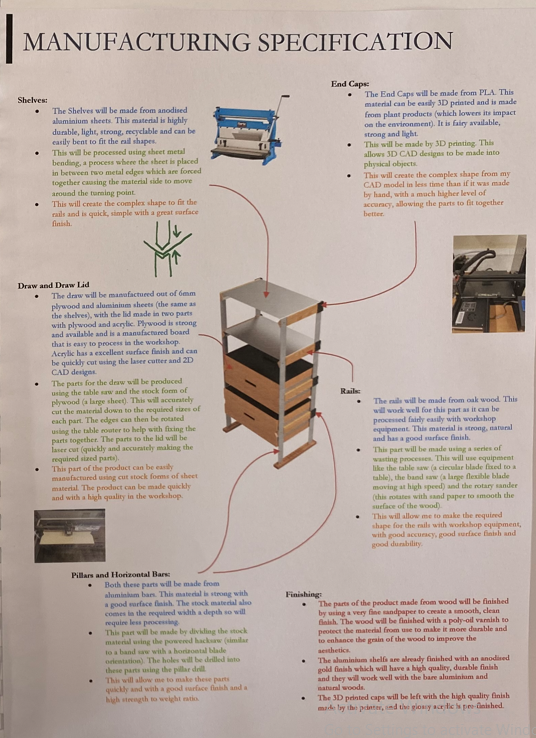 MANUFACTURING SPECIFICATION
Shelves:
• The Shelves will be made from anodised
aluminium sheets. This material is highly
durable, light, strong, recyclable and can be
easily bent to fit the rail shapes.
• This will be processed using sheet metal
bending, a process where the sheet is placed
in between two metal edges which are forced
together causing the material side to move
around the turning point.
• This will create the complex shape to fit the
rails and is quick, simple with a great surface
finish.
End Caps:
• The End Caps will be made from PLA. This
material can be easily 3D printed and is made
from plant products (which lowers its impact
on the environment). It is fairly available,
strong and light.
• This will be made by 3D printing. This
allows 3D CAD designs to be made into
physical objects.
• This will create the complex shape from my
CAD model in less time than if it was made
by hand, with a much higher level of
accuracy, allowing the parts to fit together
better.
Draw and Draw Lid
• The draw will be manufactured out of 6mm
plywood and aluminium sheets (the same as
the shelves), with the lid made in two parts
with plywood and acrylic. Plywood is strong
and available and is a manufactured board
that is easy to process in the workshop.
Acrylic has a excellent surface finish and can
be quickly cut using the laser cutter and 2D
CAD designs.
• The parts for the draw will be produced
using the table saw and the stock form of
plywood (a large sheet). This will accurately
cut the material down to the required sizes of
each part. The edges can then be rotated
using the table router to help with fixing the
parts together. The parts to the lid will be
laser cut (quickly and accurately making the
required sized parts).
• This part of the product can be easily
manufactured using cut stock forms of sheet
material. The product can be made quickly
and with a high quality in the workshop.
Rails:
• The rails will be made from oak wood. This
will work well for this part as it can be
processed fairly easily with workshop
equipment. This material is strong, natural
and has a good surface finish.
• This part will be made using a series of
wasting processes. This will use equipment
like the table saw (a circular blade fixed to a
table), the band saw (a large flexible blade
moving at high speed) and the rotary sander
(this rotates with sand paper to smooth the
surface of the wood).
• This will allow me to make the required
shape for the rails with workshop equipment,
with good accuracy, good surface finish and
good durability.
Pillars and Horizontal Bars:
• Both these parts will be made from
aluminium bars. This material is strong with
a good surface finish. The stock material also
comes in the required width a depth so will
require less processing.
• This part will be made by dividing the stock
material using the powered hacksaw (similar
to a band saw with a horizontal blade
orientation). The holes will be drilled into
these parts using the pillar drill.
• This will allow me to make these parts
quickly and with a good surface finish and a
high strength to weight ratio.
Finishing:
• The parts of the product made from wood will be finished
by using a very fine sandpaper to create a smooth, clean
finish. The wood will be finished with a poly-oil varnish to
protect the material from use to make it more durable and
to enhance the grain of the wood to improve the
aesthetics.
• The aluminium shelfs are already finished with an anodised
gold finish which will have a high quality, durable finish
and they will work well with the bare aluminium and
natural woods.
• The 3D printed caps will be left with the high quality finish
made by the printer, and the glossy acrylic is pre-finished.